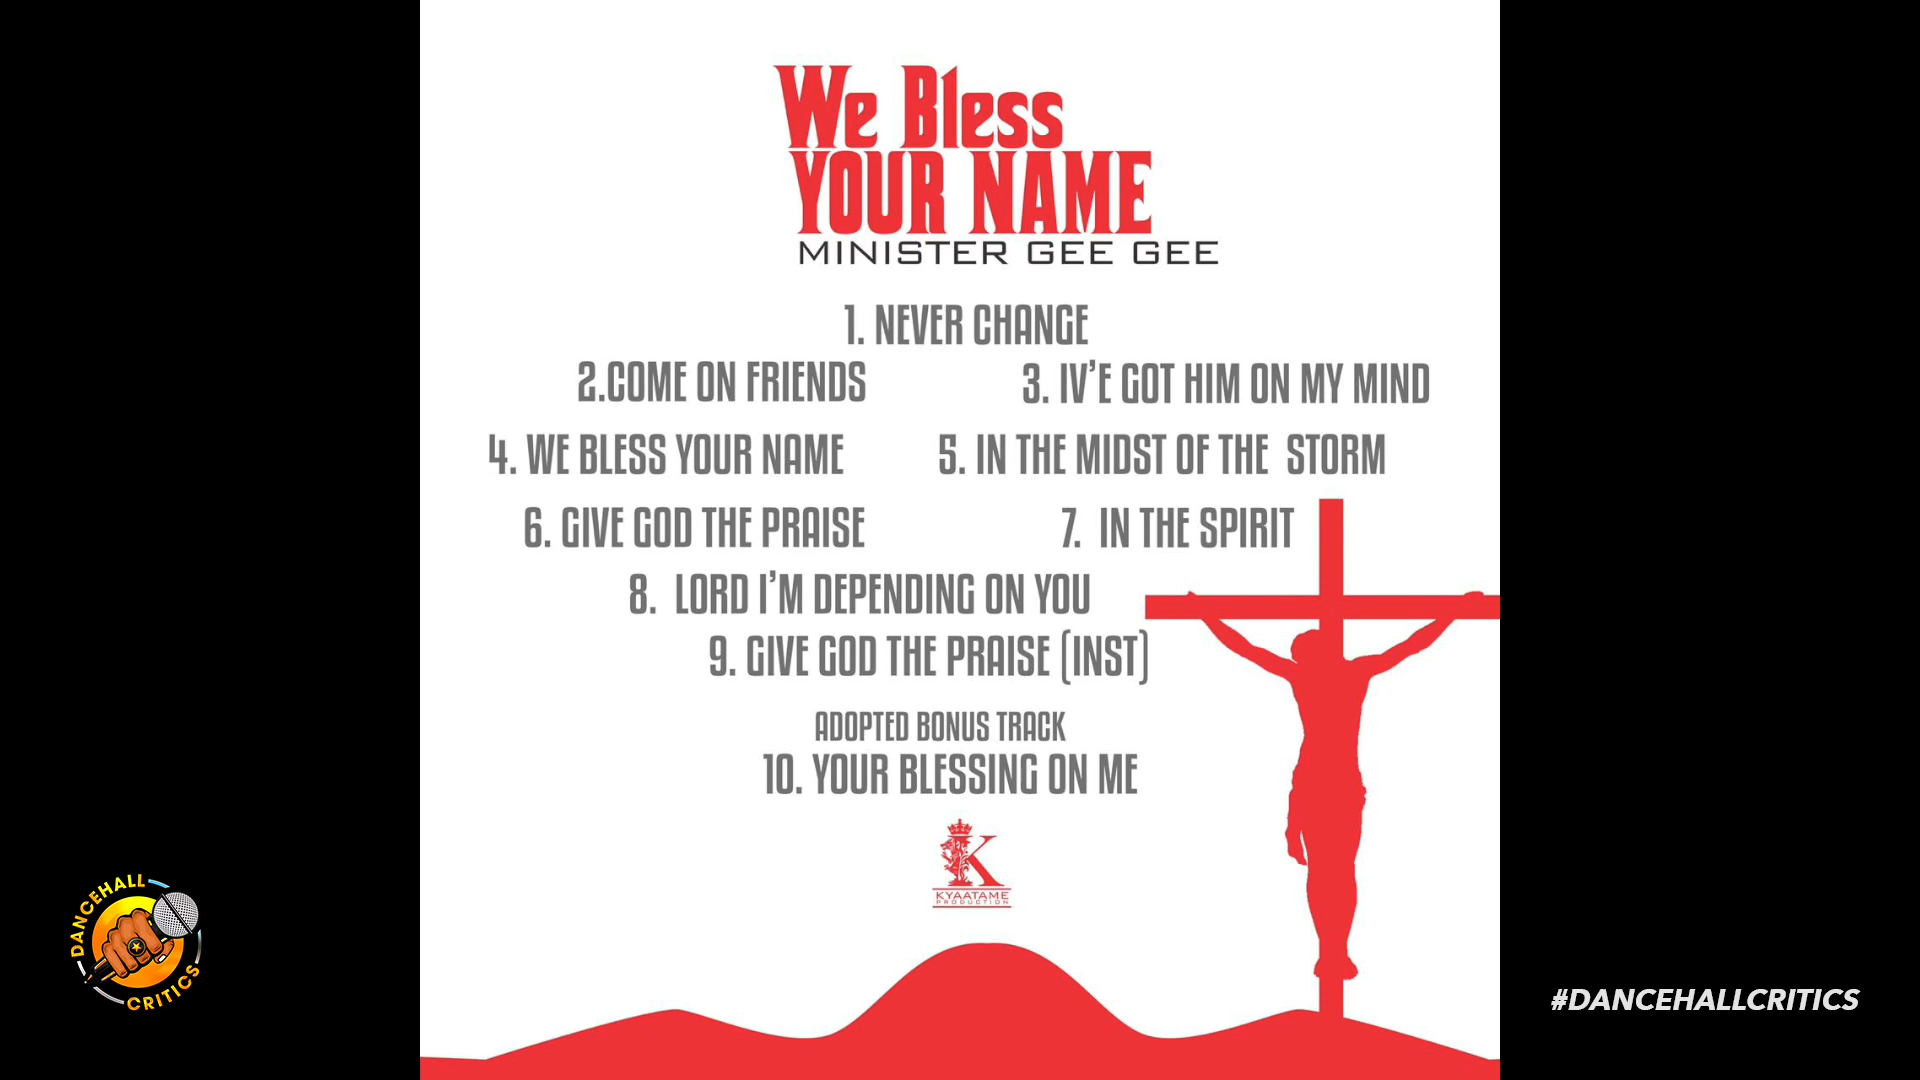 We Bless
YOUR NAME
MINISTER GEE GEE
1. NEVER CHANGE
2.COME ON FRIENDS
3. IV'E GOT HIM ON MY MIND
4. WE BLESS YOUR NAME
5. IN THE MIDST OF THE STORM
6. GIVE GOD THE PRAISE
7. IN THE SPIRIT
8. LORD I'M DEPENDING ON YOU
9. GIVE GOD THE PRAISE (INST)
ADOPTED BONUS TRACK
10. YOUR BLESSING ON ME
K
KYAATAME
PRODUCTION
DANCEHALL
CRITICS
#DANCEHALLCRITICS